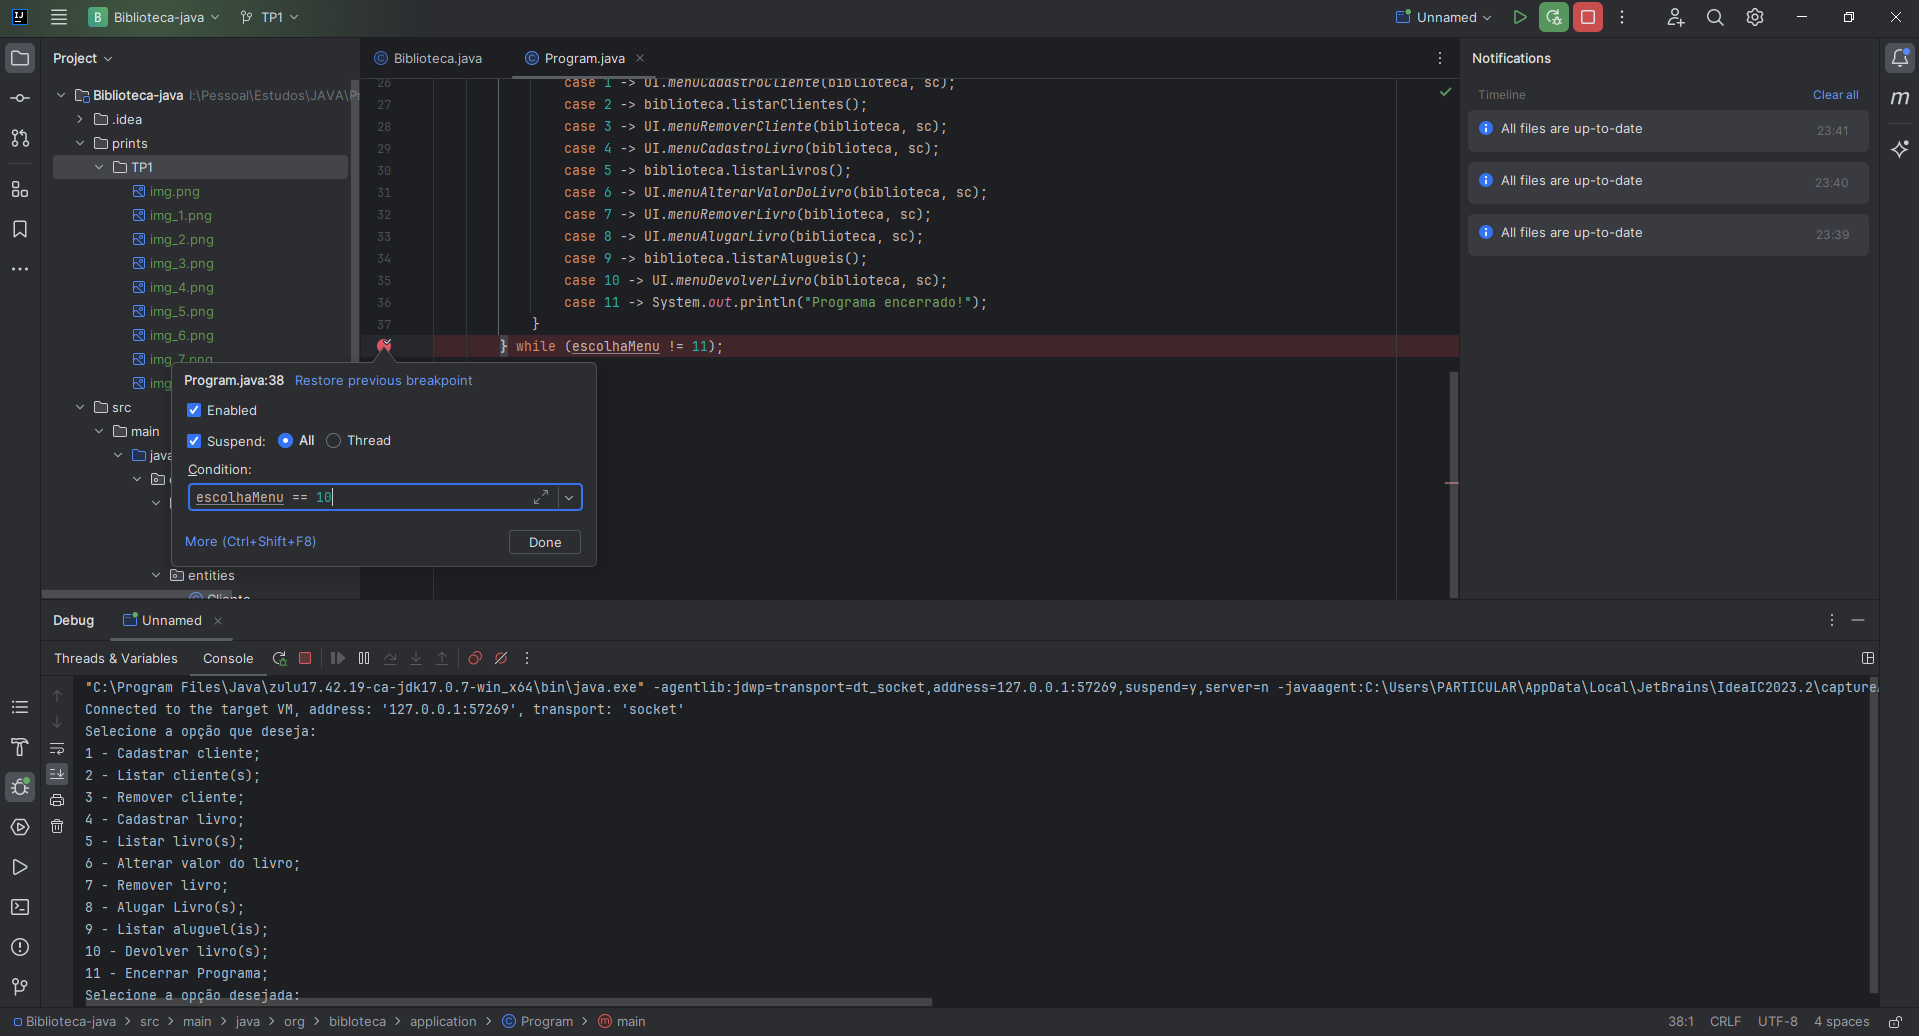 B Biblioteca-java TP1 Unnamed
Project
Biblioteca-java I:\Pessoal\Estudos\JAVA\Pr
.idea
prints
TP1
img.png
img_1.png
img_2.png
img_3.png
img_4.png
img_5.png
img_6.png
img_7.png
img
src
main
java
entities
Cliente
Biblioteca.java Program.java
26 case 1 -> UI.menuCadastroCliente(biblioteca, sc);
27 case 2 -> biblioteca.listarClientes();
28 case 3 -> UI.menuRemoverCliente(biblioteca, sc);
29 case 4 -> UI.menuCadastroLivro(biblioteca, sc);
30 case 5 -> biblioteca.listarLivros();
31 case 6 -> UI.menuAlterarValorDoLivro(biblioteca, sc);
32 case 7 -> UI.menuRemoverLivro(biblioteca, sc);
33 case 8 -> UI.menuAlugarLivro(biblioteca, sc);
34 case 9 -> biblioteca.listarAlugueis();
35 case 10 -> UI.menuDevolverLivro(biblioteca, sc);
36 case 11 -> System.out.println("Programa encerrado!");
37 }
} while (escolhaMenu != 11);
Program.java:38 Restore previous breakpoint
Enabled
Suspend: All Thread
Condition:
escolhaMenu == 10
More (Ctrl+Shift+F8) Done
Notifications
Timeline Clear all
All files are up-to-date 23:41
All files are up-to-date 23:40
All files are up-to-date 23:39
m
Debug Unnamed
Threads & Variables Console
"C:\Program Files\Java\zulu17.42.19-ca-jdk17.0.7-win_x64\bin\java.exe" -agentlib:jdwp=transport=dt_socket,address=127.0.0.1:57269,suspend=y,server=n -javaagent:C:\Users\PARTICULAR\AppData\Local\JetBrains\IdeaIC2023.2\capture
Connected to the target VM, address: '127.0.0.1:57269', transport: 'socket'
Selecione a opção que deseja:
1 - Cadastrar cliente;
2 - Listar cliente(s);
3 - Remover cliente;
4 - Cadastrar livro;
5 - Listar livro(s);
6 - Alterar valor do livro;
7 - Remover livro;
8 - Alugar Livro(s);
9 - Listar aluguel(is);
10 - Devolver livro(s);
11 - Encerrar Programa;
Selecione a opção desejada:
Biblioteca-java > src > main > java > org > bibloteca > application > Program > main
38:1 CRLF UTF-8 4 spaces